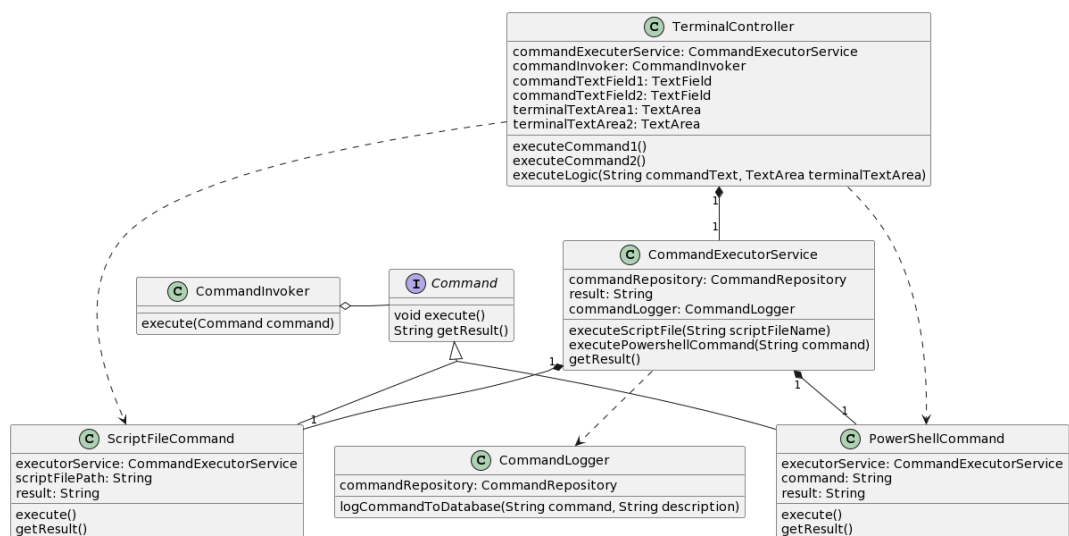 C TerminalController
commandExecuterService: CommandExecutorService
commandInvoker: CommandInvoker
commandTextField1: TextField
commandTextField2: TextField
terminalTextArea1: TextArea
terminalTextArea2: TextArea
executeCommand1()
executeCommand2()
executeLogic(String commandText, TextArea terminalTextArea)
1
1
C CommandExecutorService
commandRepository: CommandRepository
result: String
commandLogger: CommandLogger
executeScriptFile(String scriptFileName)
executePowershellCommand(String command)
getResult()
C CommandInvoker
execute(Command command)
I Command
void execute()
String getResult()
1
1
1
1
C ScriptFileCommand
executorService: CommandExecutorService
scriptFilePath: String
result: String
execute()
getResult()
C CommandLogger
commandRepository: CommandRepository
logCommandToDatabase(String command, String description)
C PowerShellCommand
executorService: CommandExecutorService
command: String
result: String
execute()
getResult()